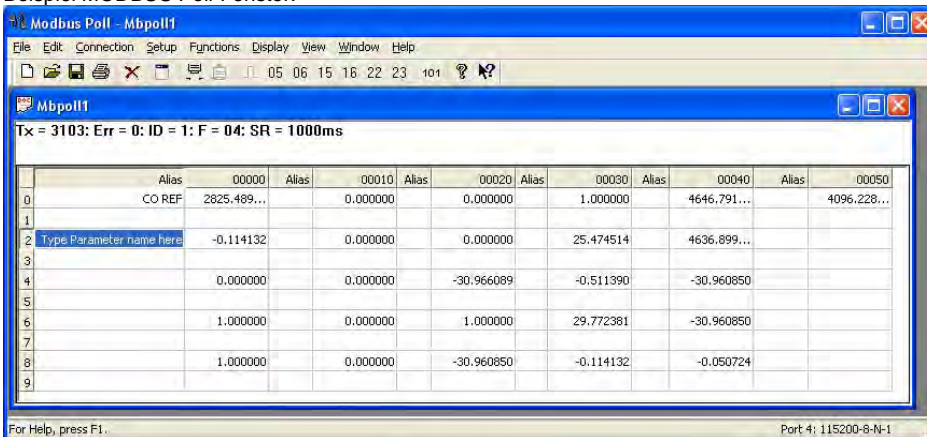 Modbus Poll - Mbpoll1
File Edit Connection Setup Functions Display View Window Help
05 06 15 16 22 23 101
Mbpoll1
Tx = 3103: Err = 0: ID = 1: F = 04: SR = 1000ms
Alias 00000 Alias 00010 Alias 00020 Alias 00030 Alias 00040 Alias 00050
0 CO REF 2825.489... 0.000000 0.000000 1.000000 4646.791... 4096.228...
1
2 Type Parameter name here -0.114132 0.000000 0.000000 25.474514 4636.899...
3
4 0.000000 0.000000 -30.966089 -0.511390 -30.960850
5
6 1.000000 0.000000 1.000000 29.772381 -30.960850
7
8 1.000000 0.000000 -30.960850 -0.114132 -0.050724
9
For Help, press F1. Port 4: 115200-8-N-1